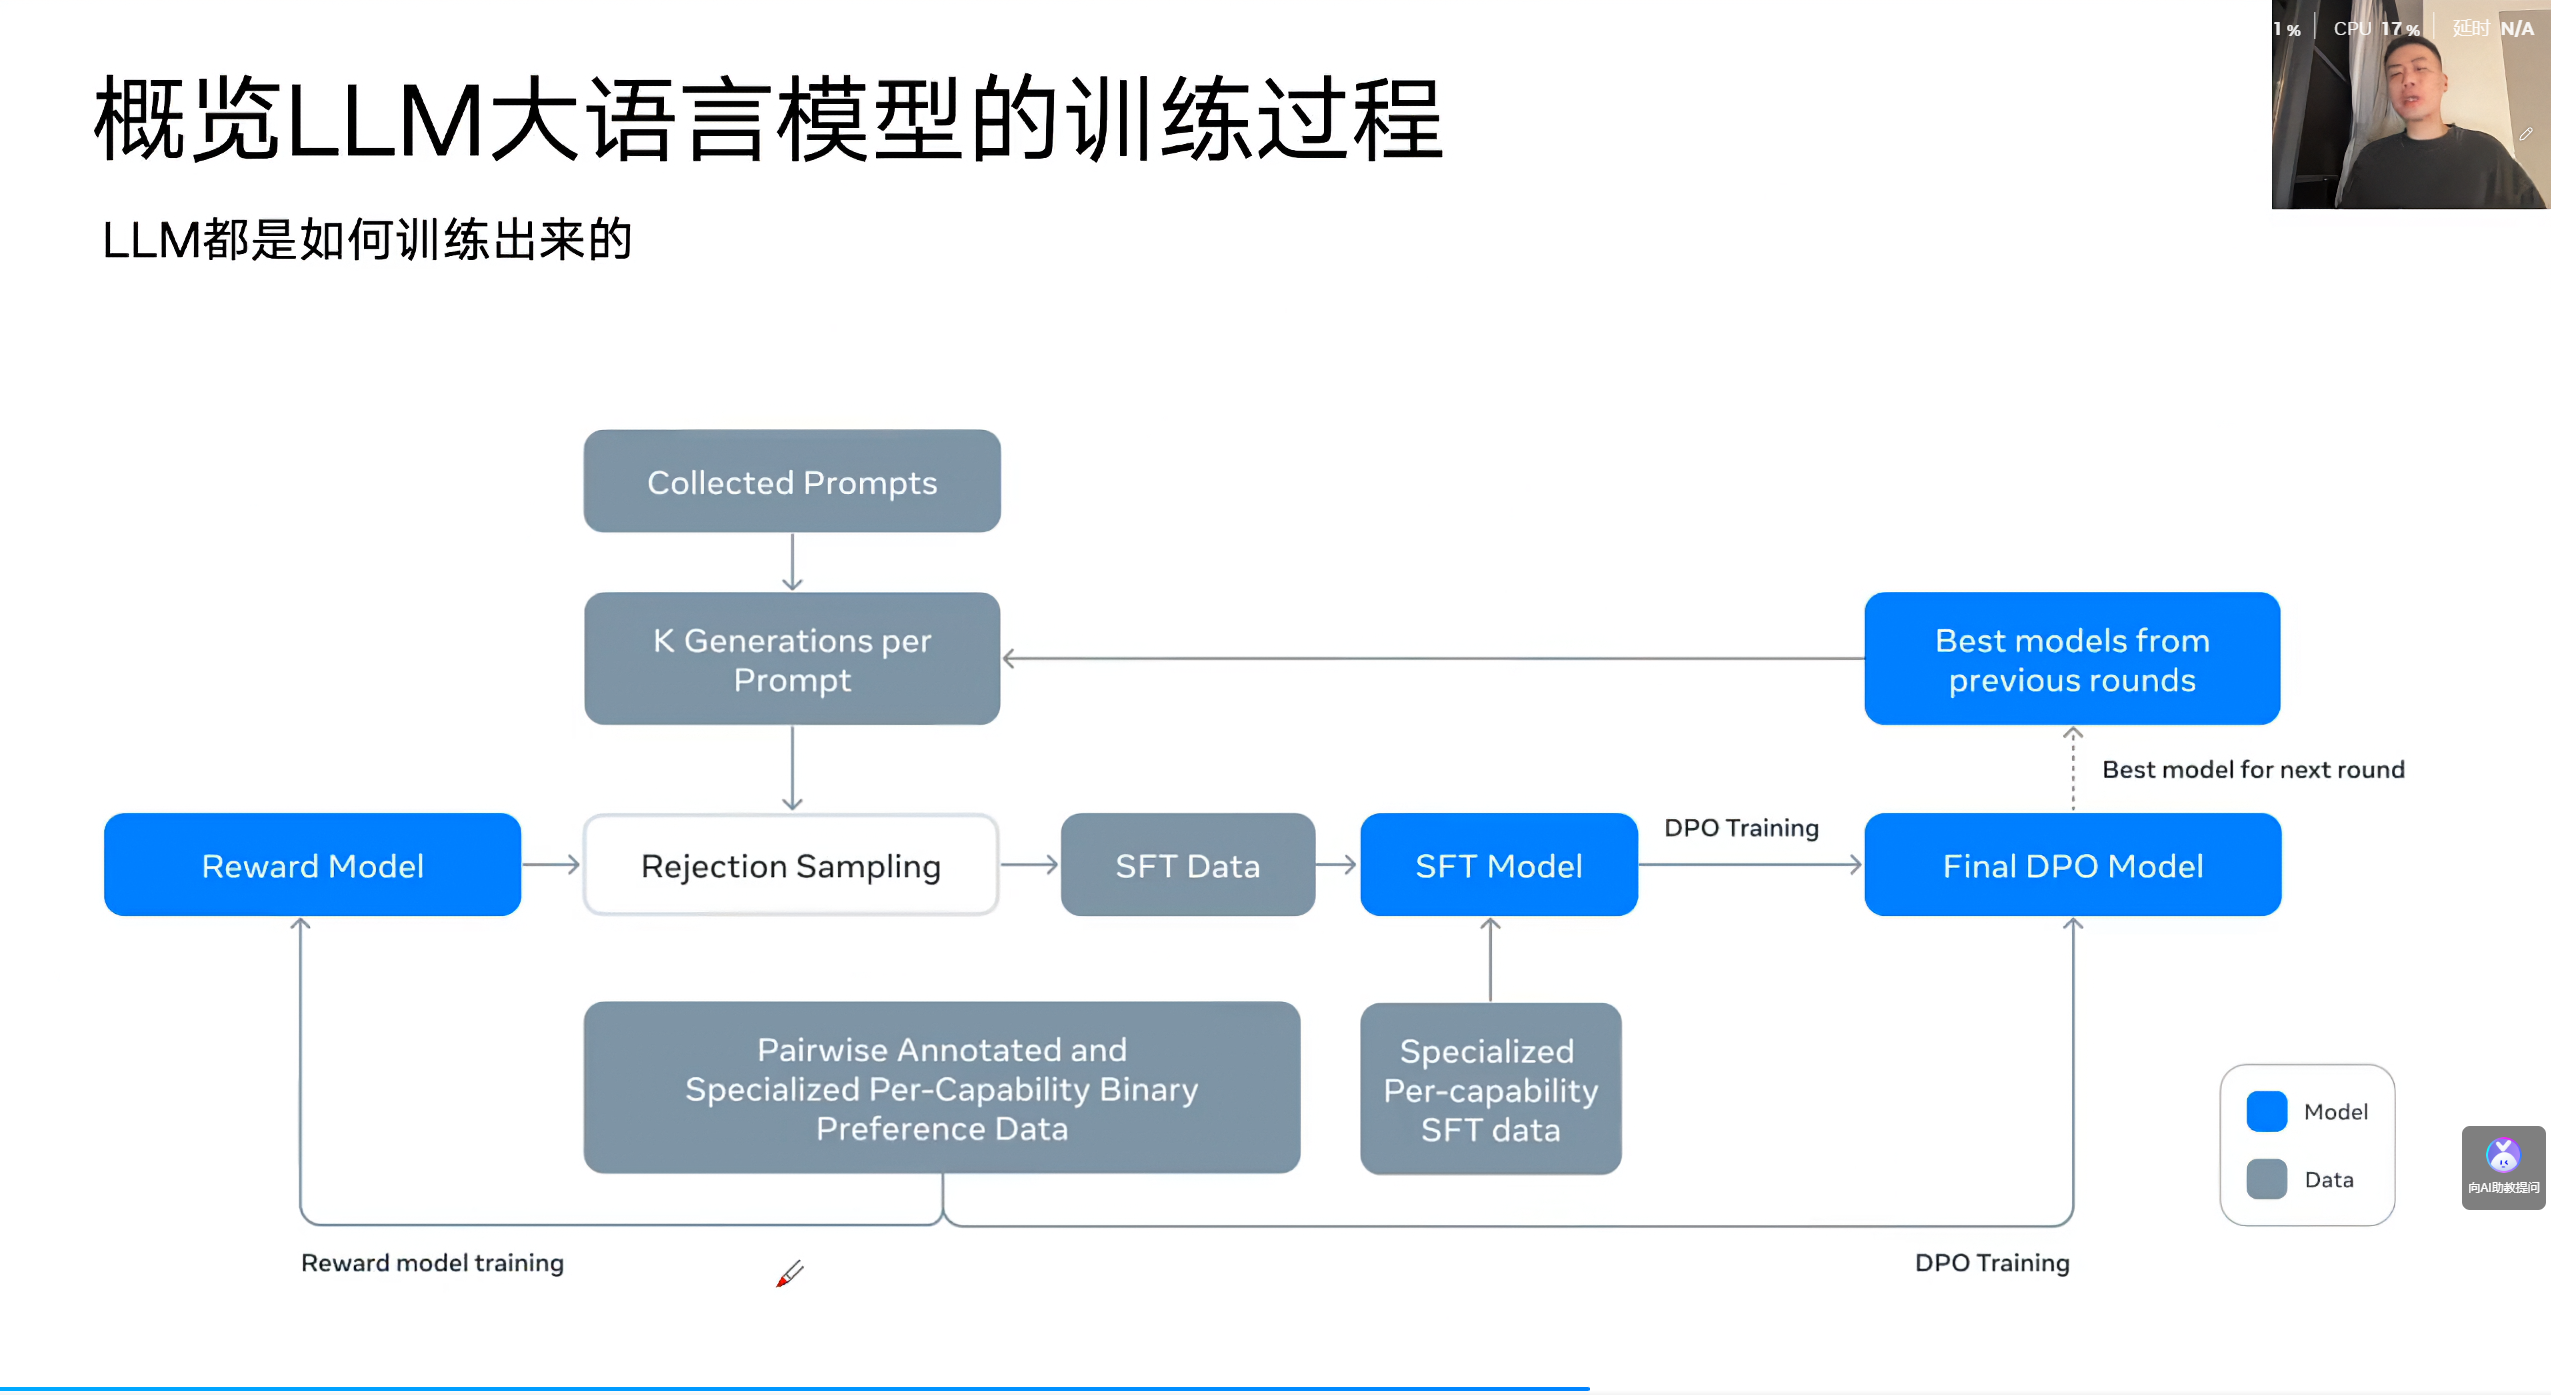 1 % CPU 17 % 延时 N/A
概览LLM大语言模型的训练过程
LLM都是如何训练出来的
Collected Prompts
K Generations per
Prompt
Best models from
previous rounds
Best model for next round
Reward Model
Rejection Sampling
SFT Data
SFT Model
DPO Training
Final DPO Model
Pairwise Annotated and
Specialized Per-Capability Binary
Preference Data
Specialized
Per-capability
SFT data
Model
Data
向AI助教提问
Reward model training
DPO Training